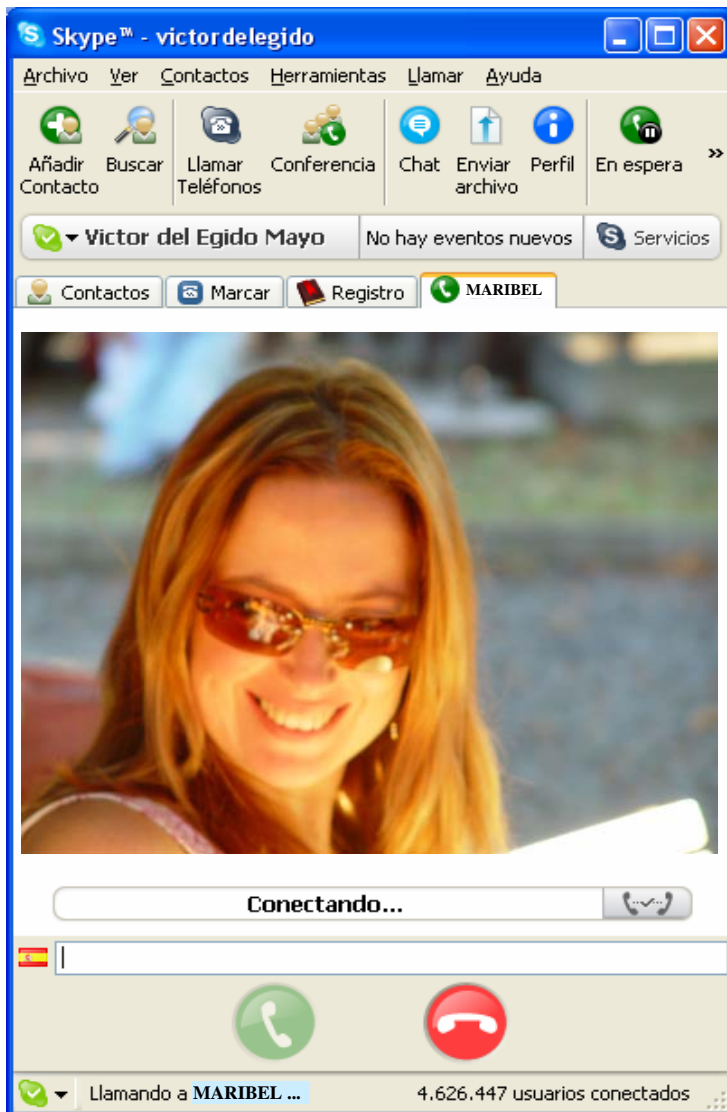 Skype™ - victordelegido
Archivo Ver Contactos Herramientas Llamar Ayuda
Añadir Contacto
Buscar
Llamar Teléfonos
Conferencia
Chat
Enviar archivo
Perfil
En espera
»
Victor del Egido Mayo
No hay eventos nuevos
Servicios
Contactos
Marcar
Registro
MARIBEL
Conectando...
Llamando a MARIBEL ...
4.626.447 usuarios conectados